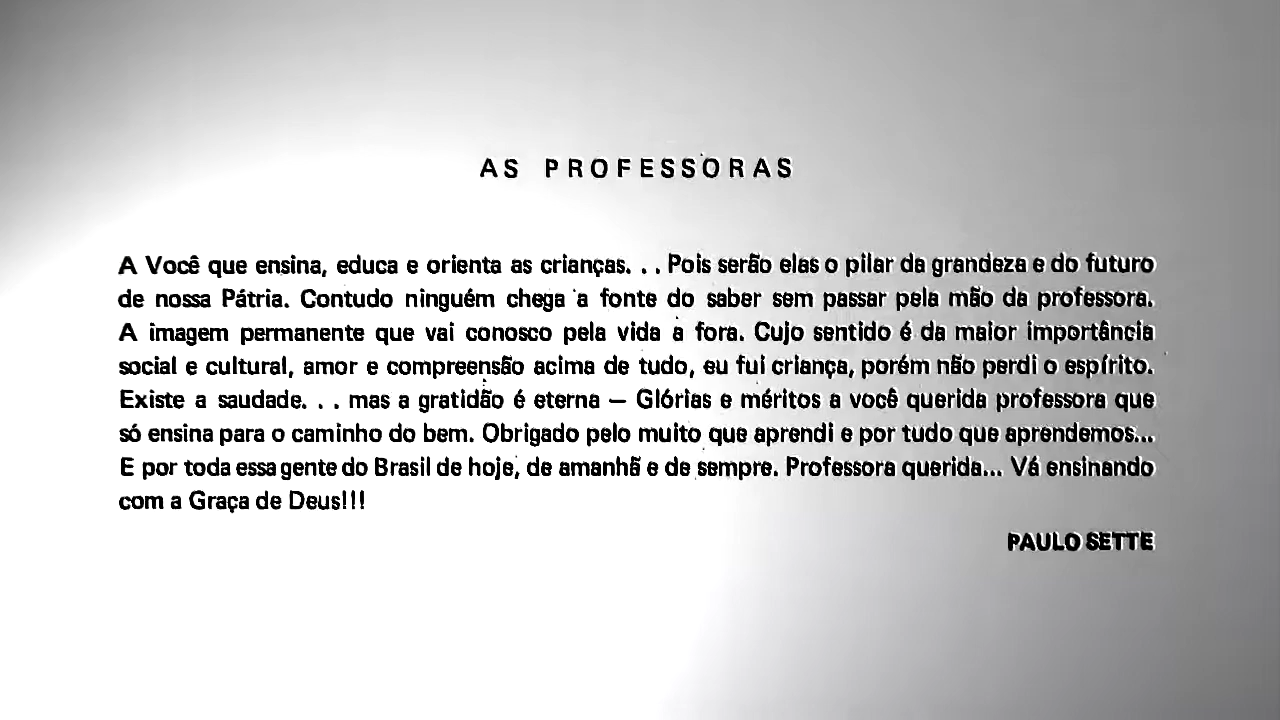 AS PROFESSORAS
A Você que ensina, educa e orienta as crianças. . . Pois serão elas o pilar da grandeza e do futuro
de nossa Pátria. Contudo ninguém chega a fonte do saber sem passar pela mão da professora.
A imagem permanente que vai conosco pela vida a fora. Cujo sentido é da maior importância
social e cultural, amor e compreensão acima de tudo, eu fui criança, porém não perdi o espírito.
Existe a saudade. . . mas a gratidão é eterna — Glórias e méritos a você querida professora que
só ensina para o caminho do bem. Obrigado pelo muito que aprendi e por tudo que aprendemos...
E por toda essa gente do Brasil de hoje, de amanhã e de sempre. Professora querida... Vá ensinando
com a Graça de Deus!!!
PAULO SETTE